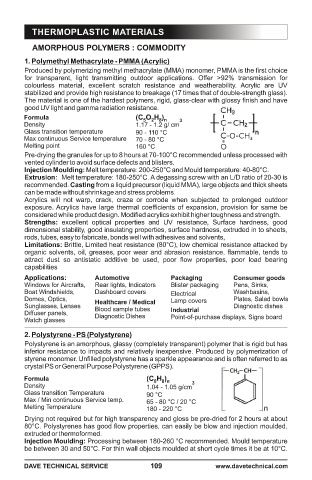 THERMOPLASTIC MATERIALS
AMORPHOUS POLYMERS : COMMODITY
1. Polymethyl Methacrylate - PMMA (Acrylic)
Produced by polymerizing methyl methacrylate (MMA) monomer, PMMA is the first choice
for transparent, light transmitting outdoor applications. Offer >92% transmission for
colourless material, excellent scratch resistance and weatherability. Acrylic are UV
stabilized and provide high resistance to breakage (17 times that of double-strength glass).
The material is one of the hardest polymers, rigid, glass-clear with glossy finish and have
good UV light and gamma radiation resistance.
Formula (C5O2H8)n
Density 1.17 - 1.2 g/ cm3
Glass transition temperature 90 - 110 °C
Max continuous Service temperature 70 - 80 °C
Melting point 160 °C
CH3
C – CH2
C-O-CH3
O
n
Pre-drying the granules for up to 8 hours at 70-100°C recommended unless processed with
vented cylinder to avoid surface defects and blisters.
Injection Moulding: Melt temperature: 200-250°C and Mould temperature: 40-80°C.
Extrusion: Melt temperature: 180-250°C. A degassing screw with an L/D ratio of 20-30 is
recommended. Casting from a liquid precursor (liquid MMA), large objects and thick sheets
can be made without shrinkage and stress problems.
Acrylics will not warp, crack, craze or corrode when subjected to prolonged outdoor
exposure. Acrylics have large thermal coefficients of expansion, provision for same be
considered while product design. Modified acrylics exhibit higher toughness and strength.
Strengths: excellent optical properties and UV resistance, Surface hardness, good
dimensional stability, good insulating properties, surface hardness, extruded in to sheets,
rods, tubes, easy to fabricate, bonds well with adhesives and solvents,
Limitations: Brittle, Limited heat resistance (80°C), low chemical resistance attacked by
organic solvents, oil, greases, poor wear and abrasion resistance. flammable, tends to
attract dust so antistatic additive be used, poor flow properties, poor load bearing
capabilities
Applications: Automotive Packaging Consumer goods
Windows for Aircrafts, Rear lights, Indicators Blister packaging Pens, Sinks,
Boat Windshields, Dashboard covers Electrical Washbasins,
Domes, Optics, Healthcare / Medical Lamp covers Plates, Salad bowls
Sunglasses, Lenses Blood sample tubes Industrial Diagnostic dishes
Diffuser panels, Diagnostic Dishes Point-of-purchase displays, Signs board
Watch glasses
2. Polystyrene - PS (Polystyrene)
Polystyrene is an amorphous, glassy (completely transparent) polymer that is rigid but has
inferior resistance to impacts and relatively inexpensive. Produced by polymerization of
styrene monomer. Unfilled polystyrene has a sparkle appearance and is often referred to as
crystal PS or General Purpose Polystyrene (GPPS).
Formula (C8H8)n
Density 1.04 - 1.05 g/cm3
Glass transition Temperature 90 °C
Max / Min continuous Service temp. 65 - 80 °C / 20 °C
Melting Temperature 180 - 220 °C
CH2 – CH
n
Drying not required but for high transparency and gloss be pre-dried for 2 hours at about
80°C. Polystyrenes has good flow properties, can easily be blow and injection moulded,
extruded or thermoformed.
Injection Moulding: Processing between 180-260 °C recommended. Mould temperature
be between 30 and 50°C. For thin wall objects moulded at short cycle times it be at 10°C.
DAVE TECHNICAL SERVICE 109 www.davetechnical.com